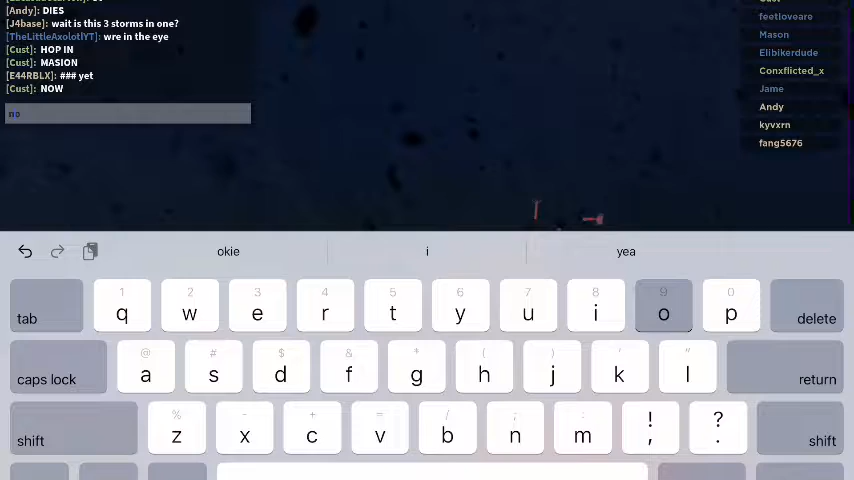 [Andy]: DIES
[J4base]: wait is this 3 storms in one?
[TheLittleAxolotlYT]: wre in the eye
[Cust]: HOP IN
[Cust]: MASION
[E44RBLX]: ### yet
[Cust]: NOW
no
feetloveare
Mason
Elibikerdude
Conxflicted_x
Jame
Andy
kyvxrn
fang5676
okie i yea
1 2 3 4 5 6 7 8 9 0
tab q w e r t y u i o p delete
@ # $ & * ( ) ' "
caps lock a s d f g h j k l return
% - + = / ; : ! ?
shift z x c v b n m , . shift